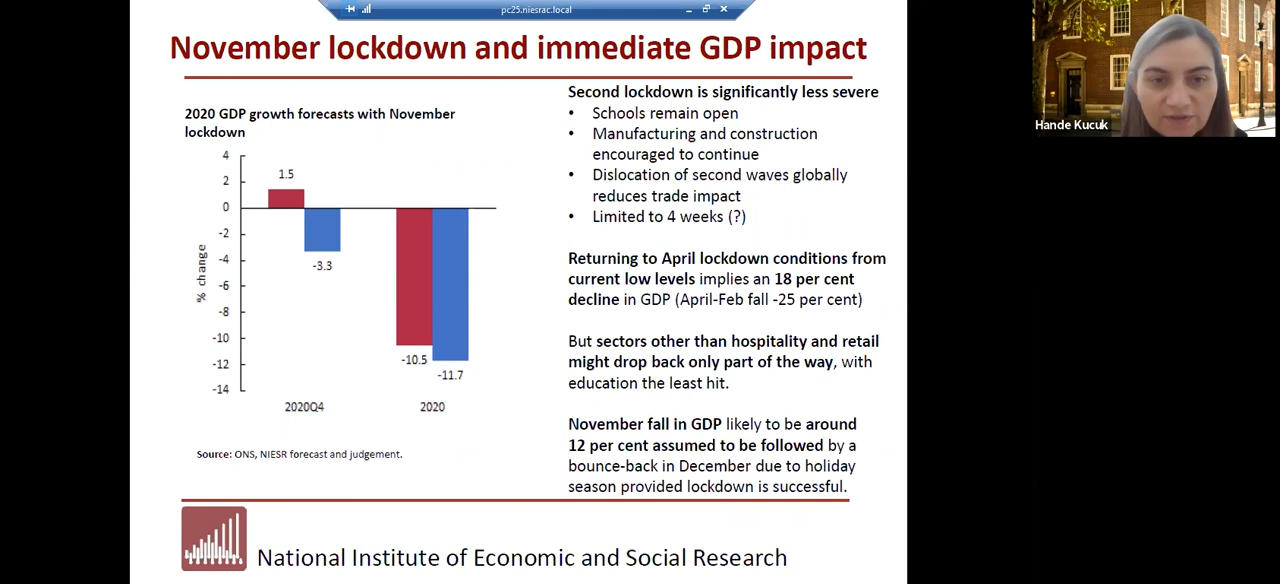 pc25.niesrac.local
November lockdown and immediate GDP impact
2020 GDP growth forecasts with November
lockdown
4
2
0
-2
-4
-6
-8
-10
-12
-14
% change
1.5
-3.3
-10.5
-11.7
2020Q4
2020
Source: ONS, NIESR forecast and judgement.
Second lockdown is significantly less severe
• Schools remain open
• Manufacturing and construction
encouraged to continue
• Dislocation of second waves globally
reduces trade impact
• Limited to 4 weeks (?)
Returning to April lockdown conditions from
current low levels implies an 18 per cent
decline in GDP (April-Feb fall -25 per cent)
But sectors other than hospitality and retail
might drop back only part of the way, with
education the least hit.
November fall in GDP likely to be around
12 per cent assumed to be followed by a
bounce-back in December due to holiday
season provided lockdown is successful.
National Institute of Economic and Social Research
Hande Kucuk